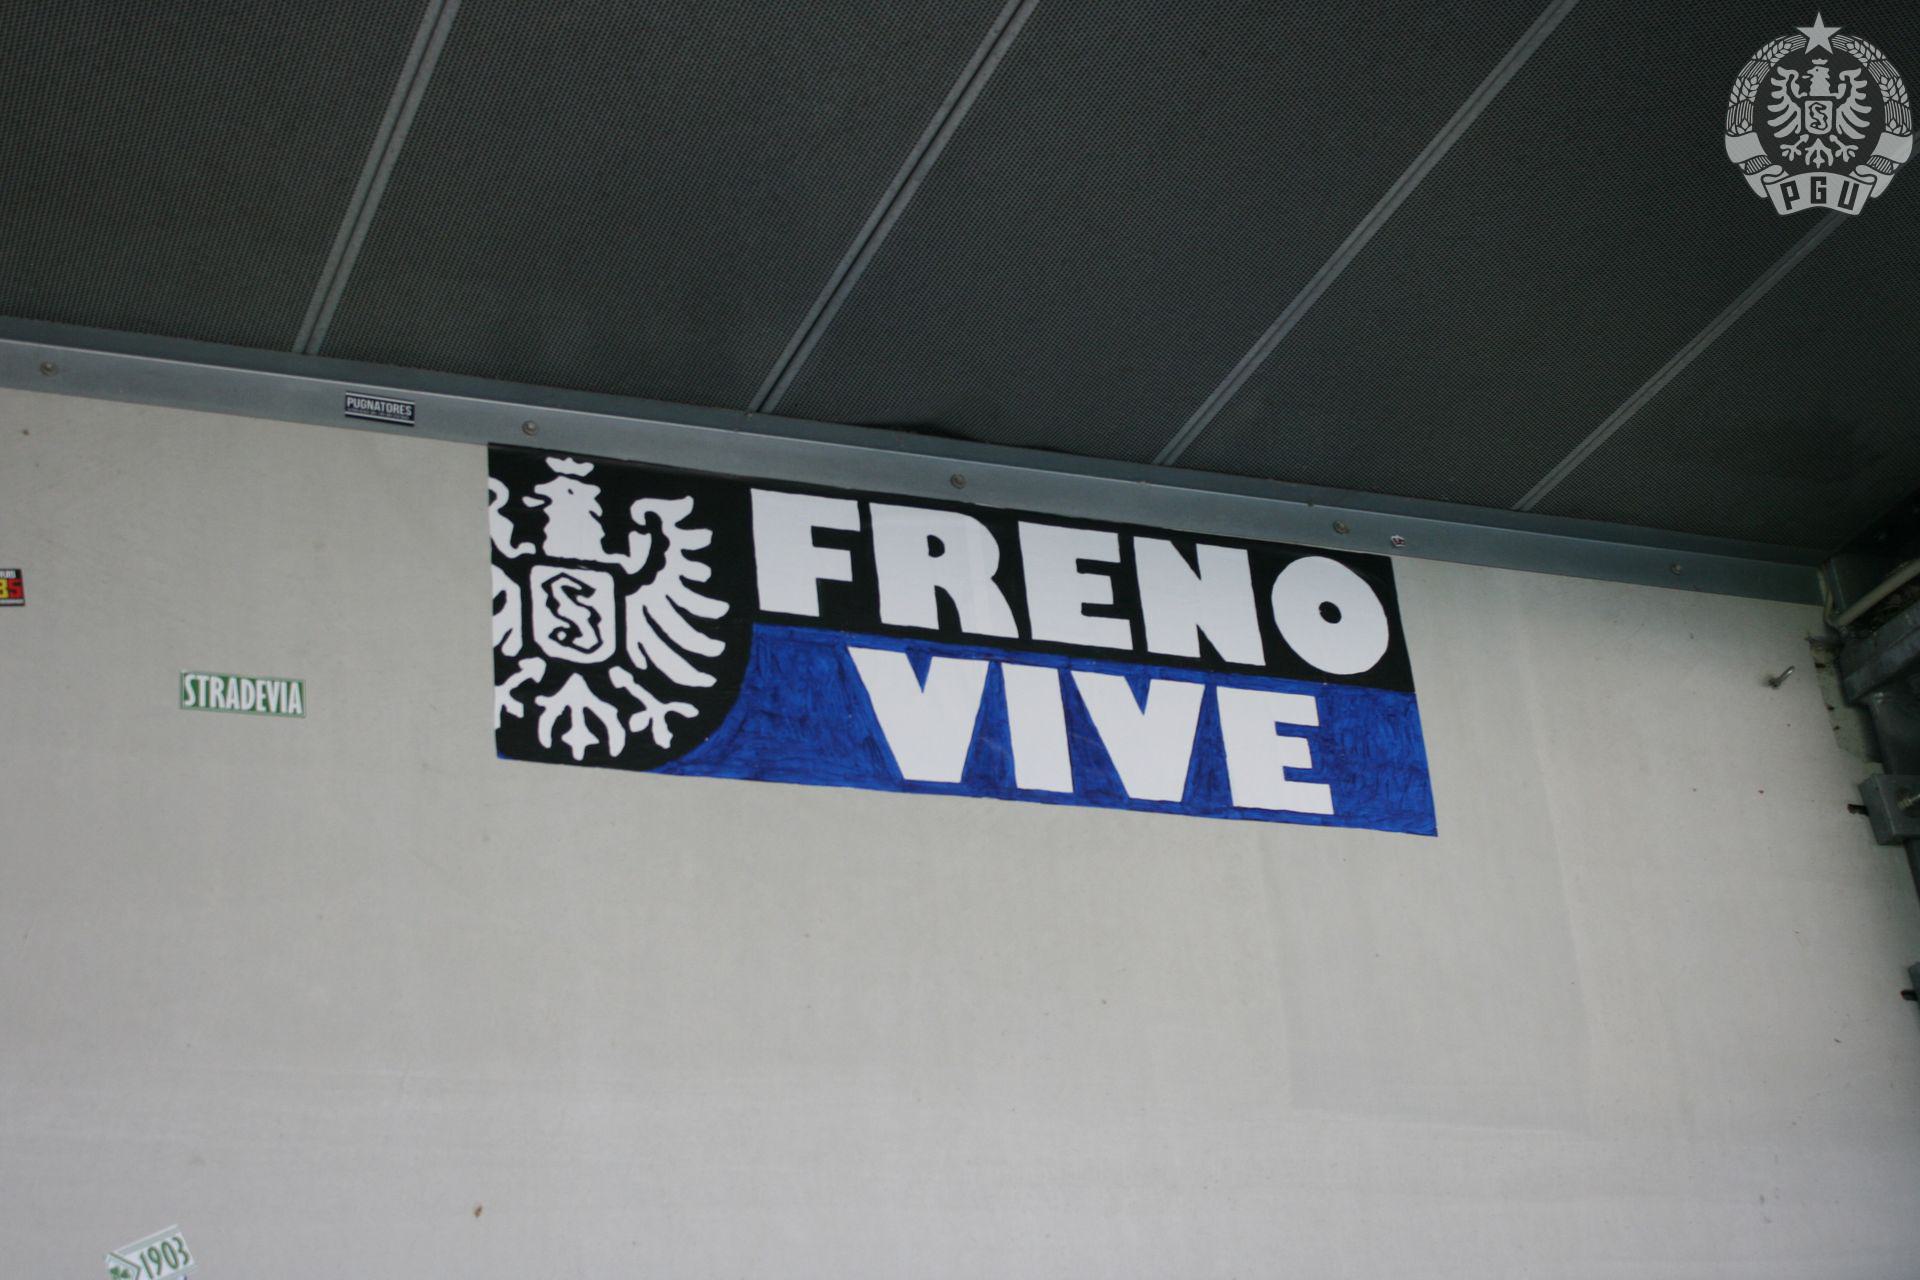 PGU
PUGNATORES
FRENO
VIVE
STRADEVIA
1903